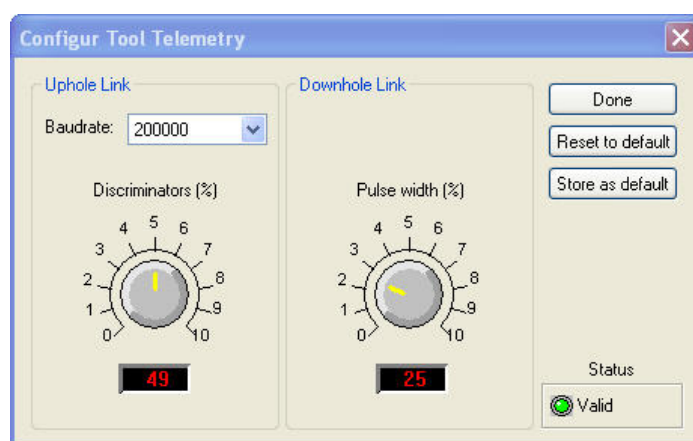 Configur Tool Telemetry
Uphole Link
Baudrate: 200000
Discriminators (%)
0 1 2 3 4 5 6 7 8 9 10
49
Downhole Link
Pulse width (%)
0 1 2 3 4 5 6 7 8 9 10
25
Done
Reset to default
Store as default
Status
Valid